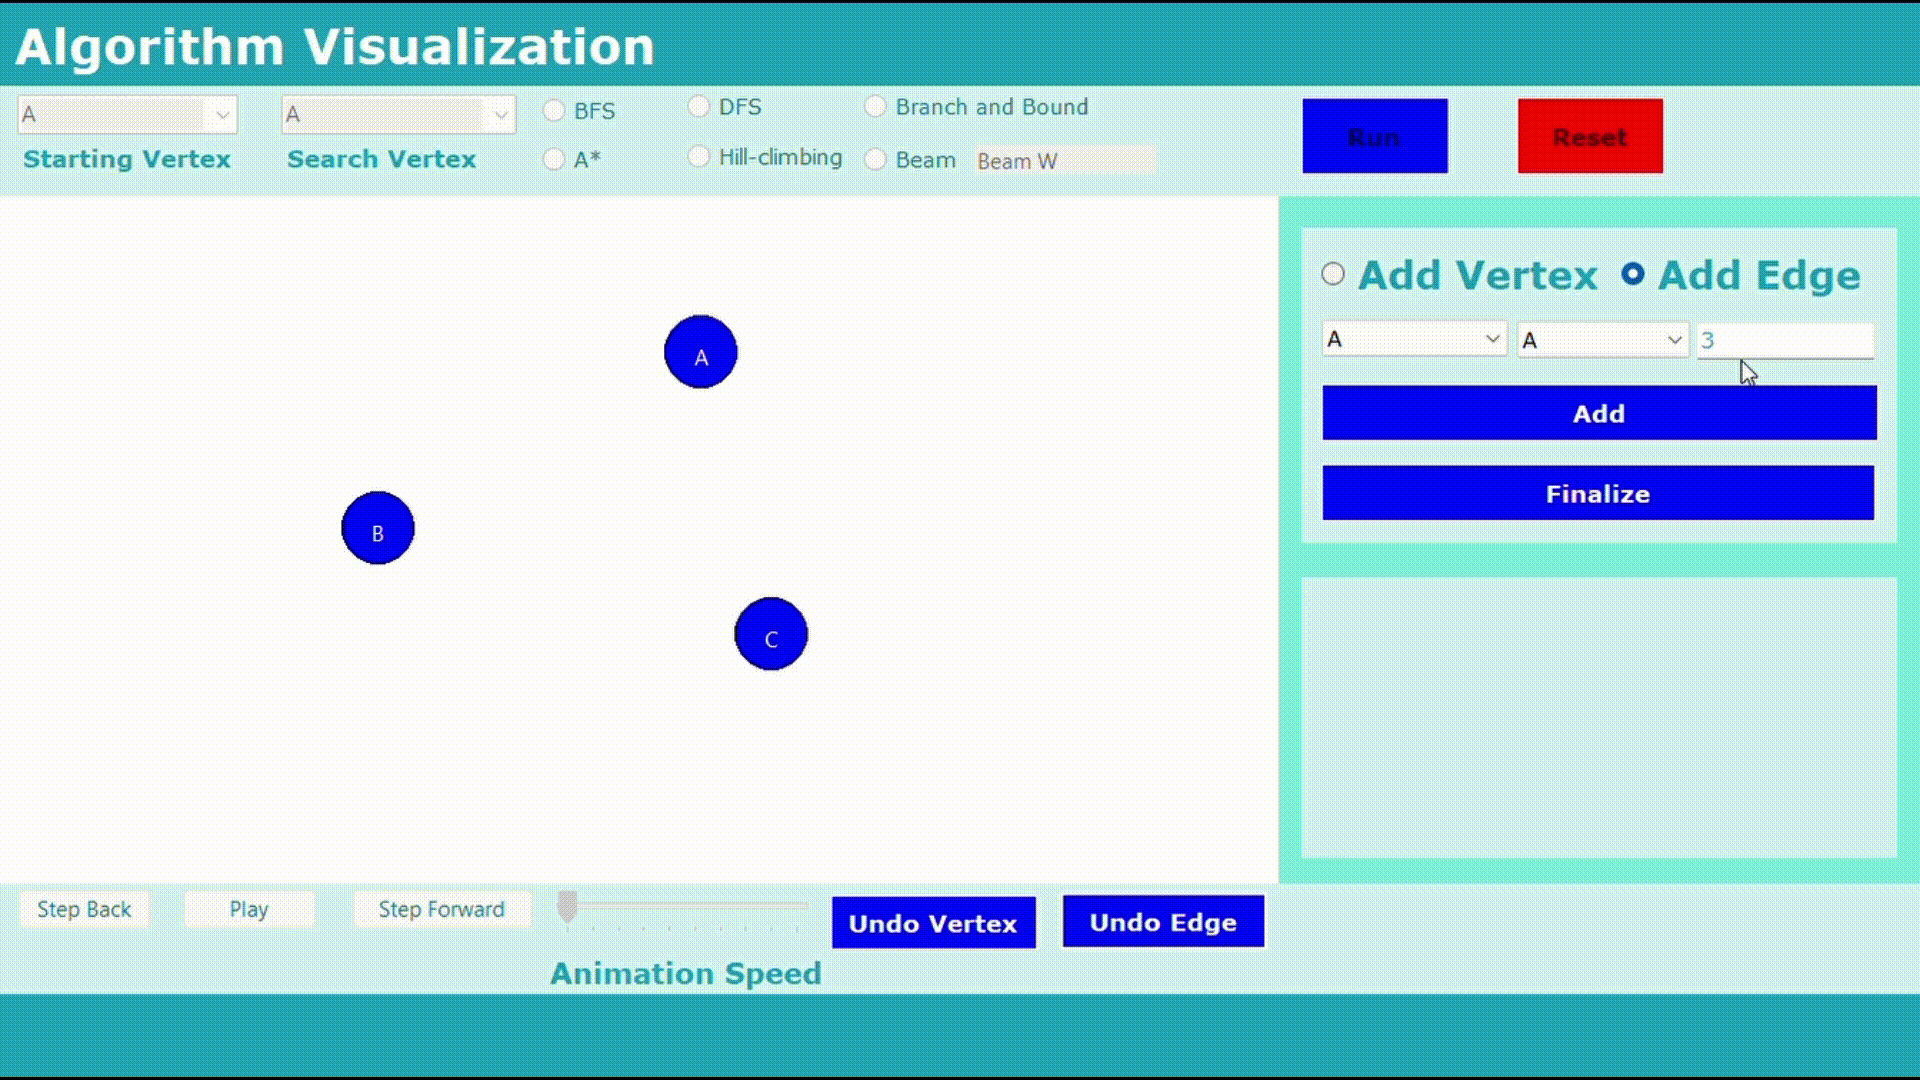 Algorithm Visualization
A
A
BFS
DFS
Branch and Bound
Starting Vertex
Search Vertex
A*
Hill-climbing
Beam
Beam W
Run
Reset
Add Vertex
Add Edge
A
A
3
Add
Finalize
A
B
C
Step Back
Play
Step Forward
Undo Vertex
Undo Edge
Animation Speed